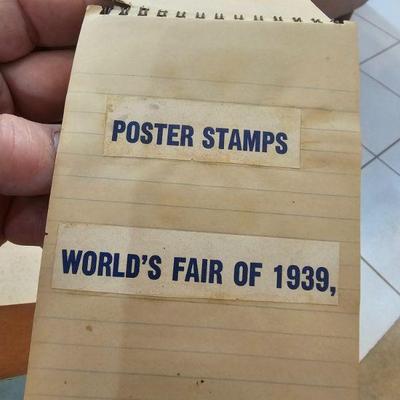 POSTER STAMPS
WORLD'S FAIR OF 1939,